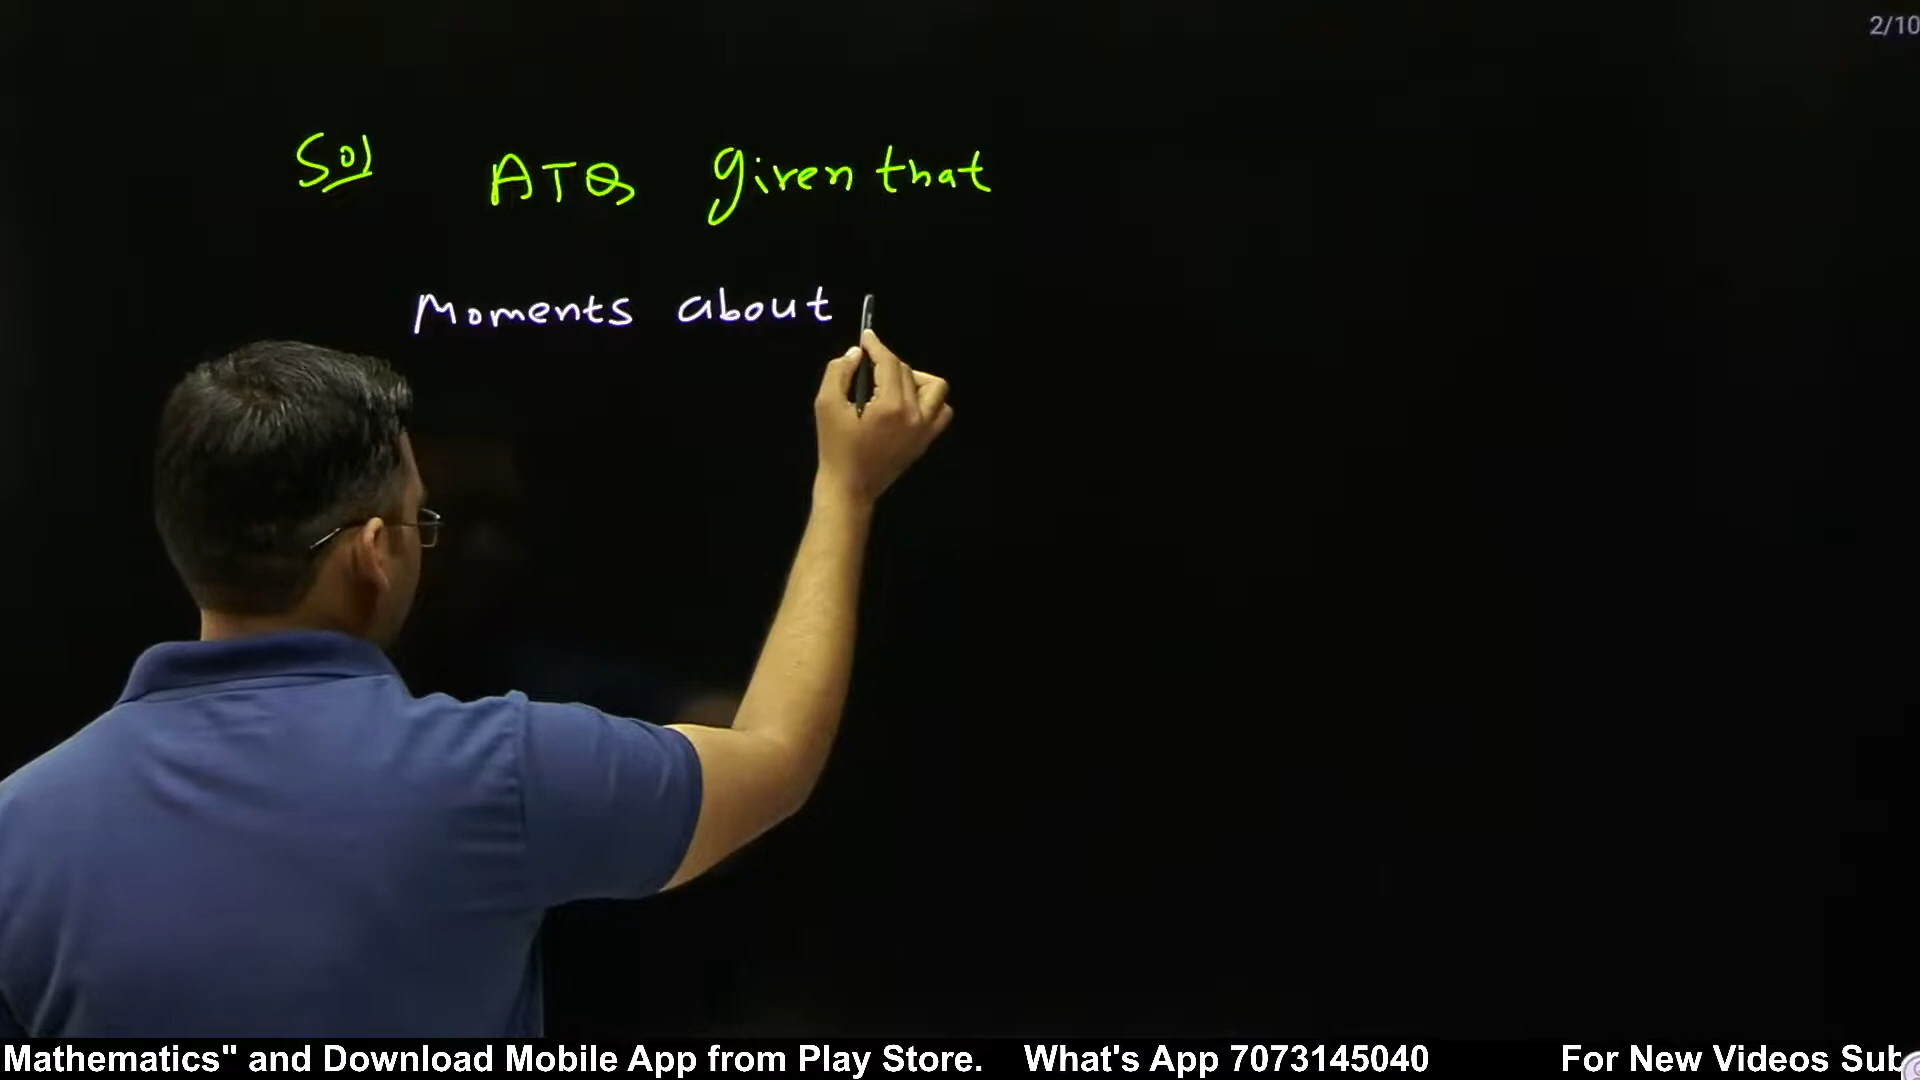 2/10
Sol ATQ given that
Moments about
Mathematics" and Download Mobile App from Play Store. What's App 7073145040 For New Videos Sub